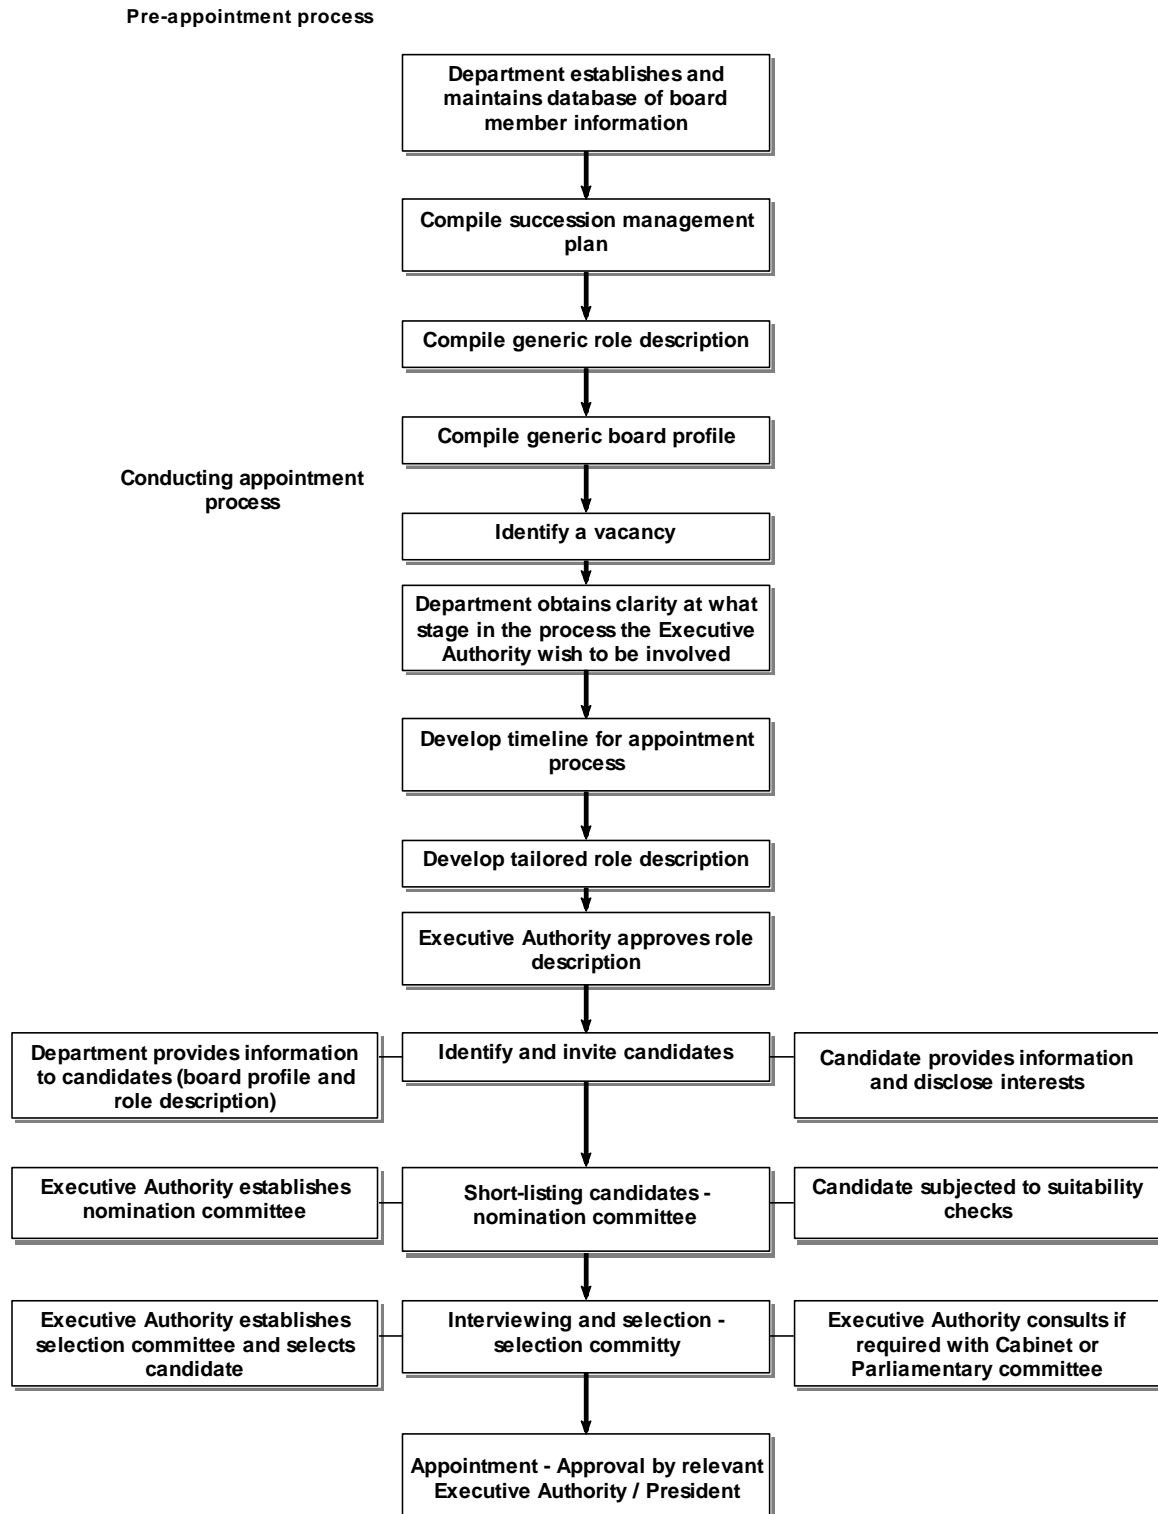 Pre-appointment process
Department establishes and
maintains database of board
member information
Compile succession management
plan
Compile generic role description
Compile generic board profile
Conducting appointment
process
Identify a vacancy
Department obtains clarity at what
stage in the process the Executive
Authority wish to be involved
Develop timeline for appointment
process
Develop tailored role description
Executive Authority approves role
description
Department provides information
to candidates (board profile and
role description)
Identify and invite candidates
Candidate provides information
and disclose interests
Executive Authority establishes
nomination committee
Short-listing candidates -
nomination committee
Candidate subjected to suitability
checks
Executive Authority establishes
selection committee and selects
candidate
Interviewing and selection -
selection committy
Executive Authority consults if
required with Cabinet or
Parliamentary committee
Appointment - Approval by relevant
Executive Authority / President